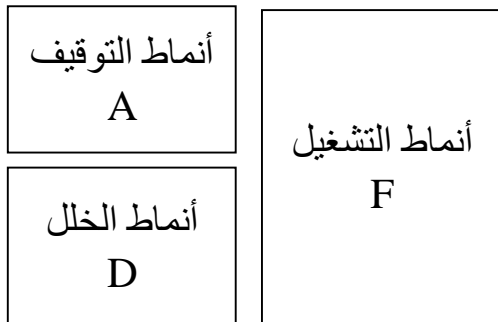 أنماط التوقيف
A
أنماط التشغيل
F
أنماط الخلل
D